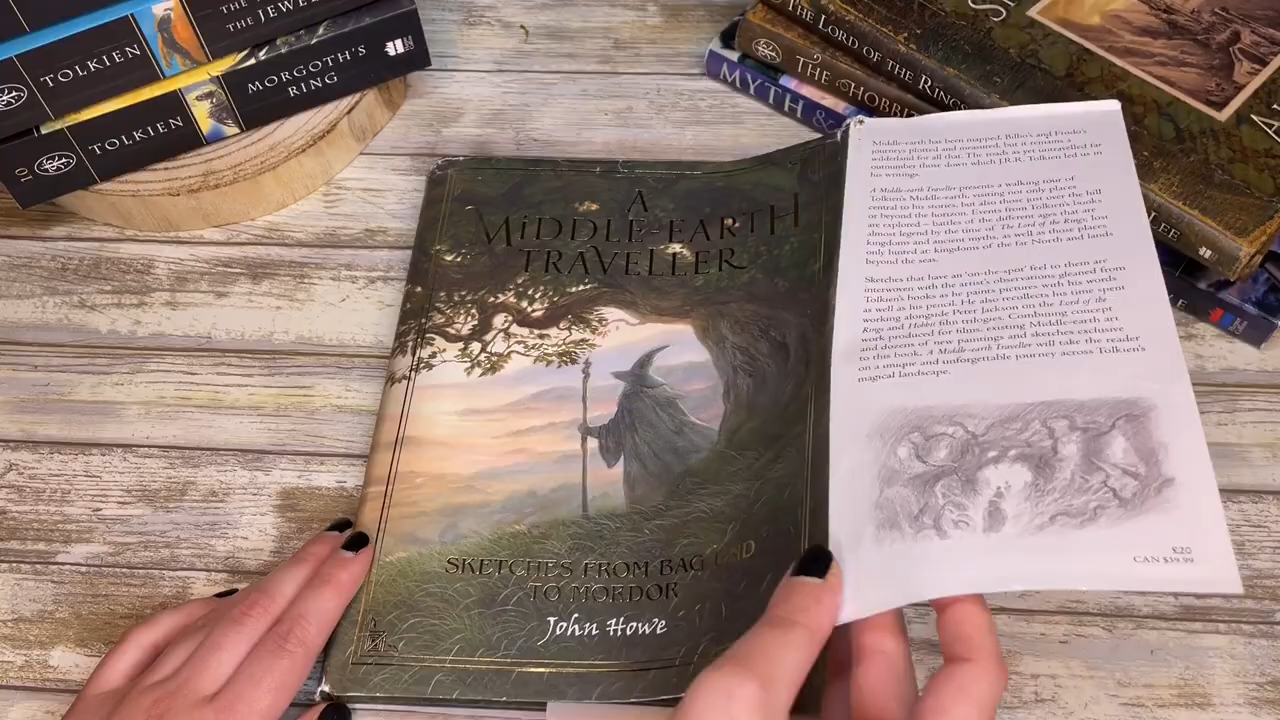 THE JEWEL
TOLKIEN
MORGOTH'S
RING
TOLKIEN
10
THE LORD OF THE RINGS
THE HOBBIT
MYTH &
LEE
A
MIDDLE-EARTH
TRAVELLER
SKETCHES FROM BAG END
TO MORDOR
John Howe
Middle-earth has been mapped, Bilbo's and Frodo's
journeys plotted and measured, but it remains a
wilderland for all that. The roads as yet untravelled far
outnumber those down which J.R.R. Tolkien led us in
his writings.
A Middle-earth Traveller presents a walking tour of
Tolkien's Middle-earth, visiting not only places
central to his stories, but also those just over the hill
or beyond the horizon. Events from Tolkien's books
are explored – battles of the different ages that are
almost legend by the time of The Lord of the Rings; lost
kingdoms and ancient myths, as well as those places
only hinted at: kingdoms of the far North and lands
beyond the seas.
Sketches that have an 'on-the-spot' feel to them are
interwoven with the artist's observations gleaned from
Tolkien's books as he paints pictures with his words
as well as his pencil. He also recollects his time spent
working alongside Peter Jackson on the Lord of the
Rings and Hobbit film trilogies. Combining concept
work produced for films, existing Middle-earth art
and dozens of new paintings and sketches exclusive
to this book, A Middle-earth Traveller will take the reader
on a unique and unforgettable journey across Tolkien's
magical landscape.
£20
CAN $39.99